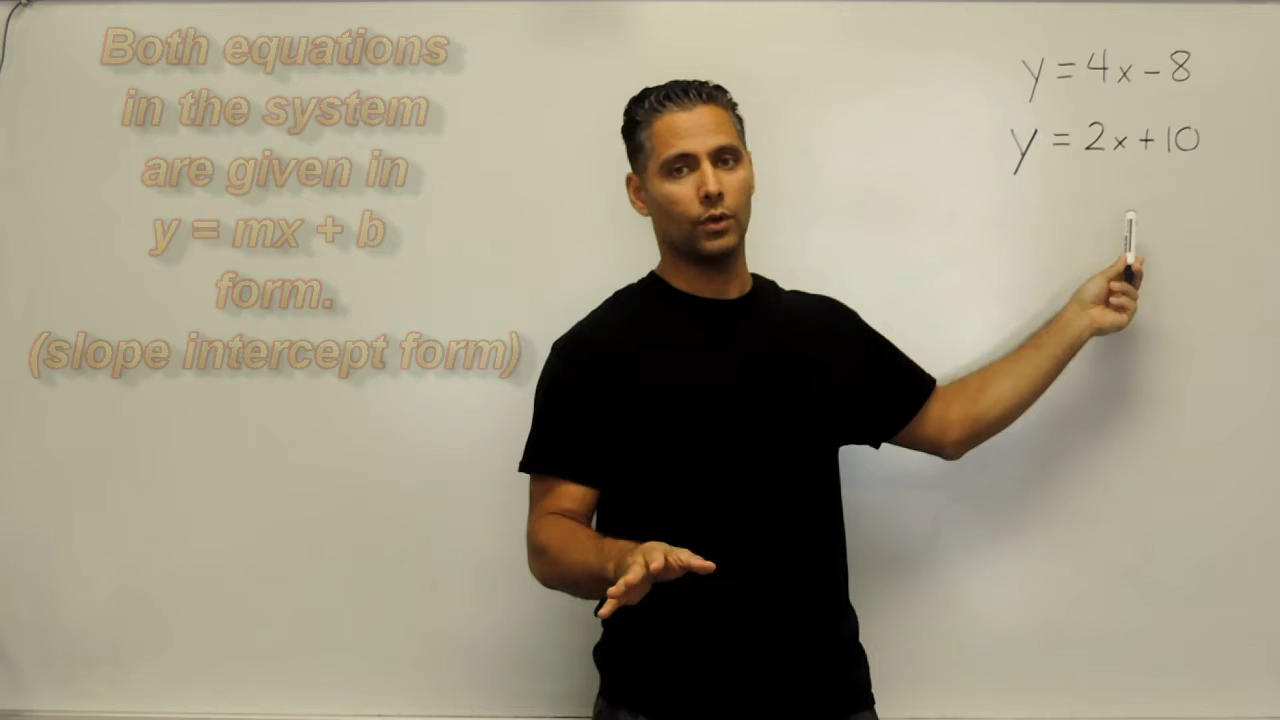 Both equations
in the system
are given in
y = mx + b
form.
(slope intercept form)
y = 4x - 8
y = 2x + 10